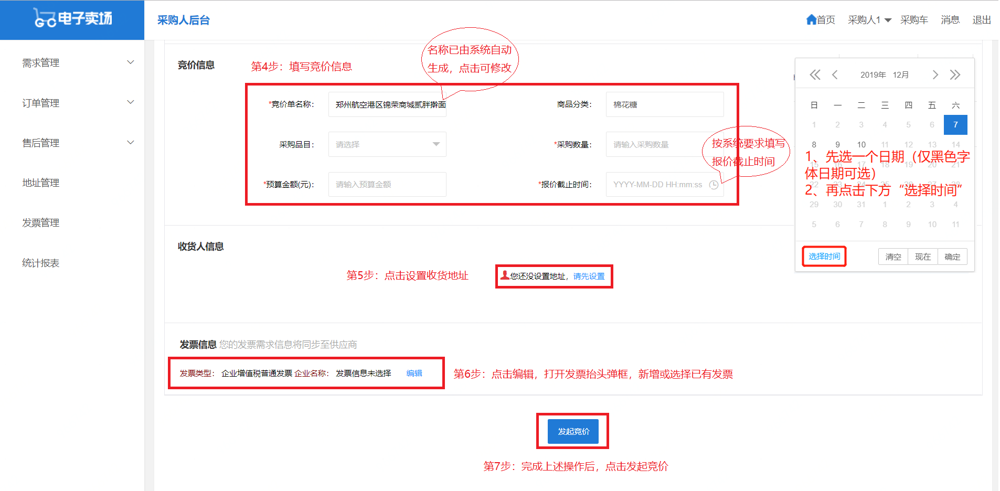 电子卖场
采购人后台
首页 采购人1 采购车 消息 退出
需求管理
订单管理
售后管理
地址管理
发票管理
统计报表
竞价信息
第4步：填写竞价信息
名称已由系统自动
生成，点击可修改
*竞价单名称： 郑州航空港区锦荣商城贰胖擀面
商品分类： 棉花糖
采购品目： 请选择
*采购数量： 请输入采购数量
*预算金额(元)： 请输入预算金额
*报价截止时间： YYYY-MM-DD HH:mm:ss
按系统要求填写
报价截止时间
2019年 12月
日 一 二 三 四 五 六
1 2 3 4 5 6 7
8 9 10 11 12 13 14
15 16 17 18 19 20 21
22 23 24 25 26 27 28
29 30 31 1 2 3 4
5 6 7 8 9 10 11
1、先选一个日期（仅黑色字
体日期可选）
2、再点击下方“选择时间”
选择时间 清空 现在 确定
收货人信息
第5步：点击设置收货地址
您还没设置地址，请先设置
发票信息 您的发票需求信息将同步至供应商
发票类型： 企业增值税普通发票 企业名称： 发票信息未选择 编辑
第6步：点击编辑，打开发票抬头弹框，新增或选择已有发票
发起竞价
第7步：完成上述操作后，点击发起竞价